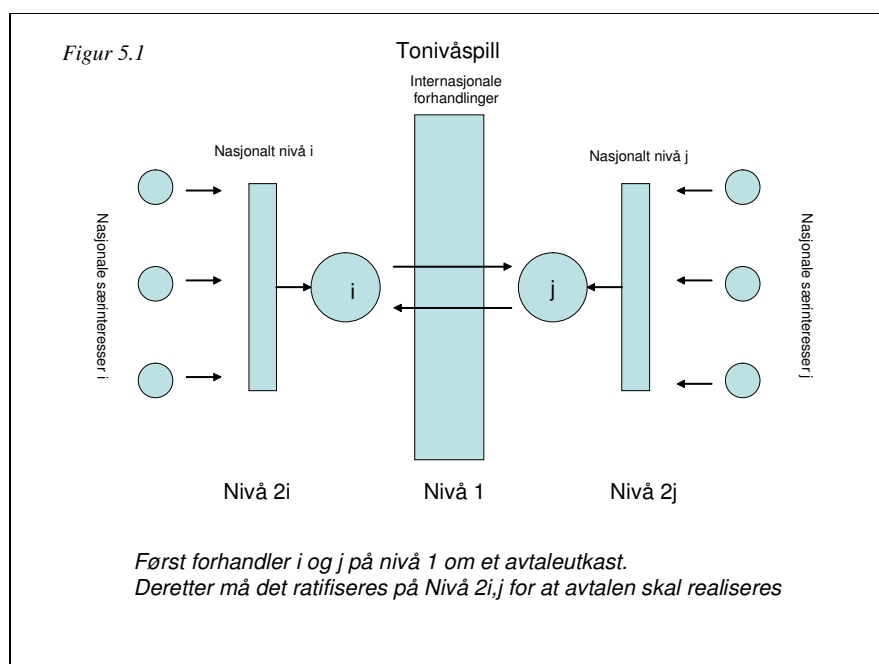 Figur 5.1
Tonivåspill
Internasjonale
forhandlinger
Nasjonalt nivå i
Nasjonalt nivå j
Nasjonale særinteresser i
Nasjonale særinteresser j
i
j
Nivå 2i
Nivå 1
Nivå 2j
Først forhandler i og j på nivå 1 om et avtaleutkast.
Deretter må det ratifiseres på Nivå 2i,j for at avtalen skal realiseres